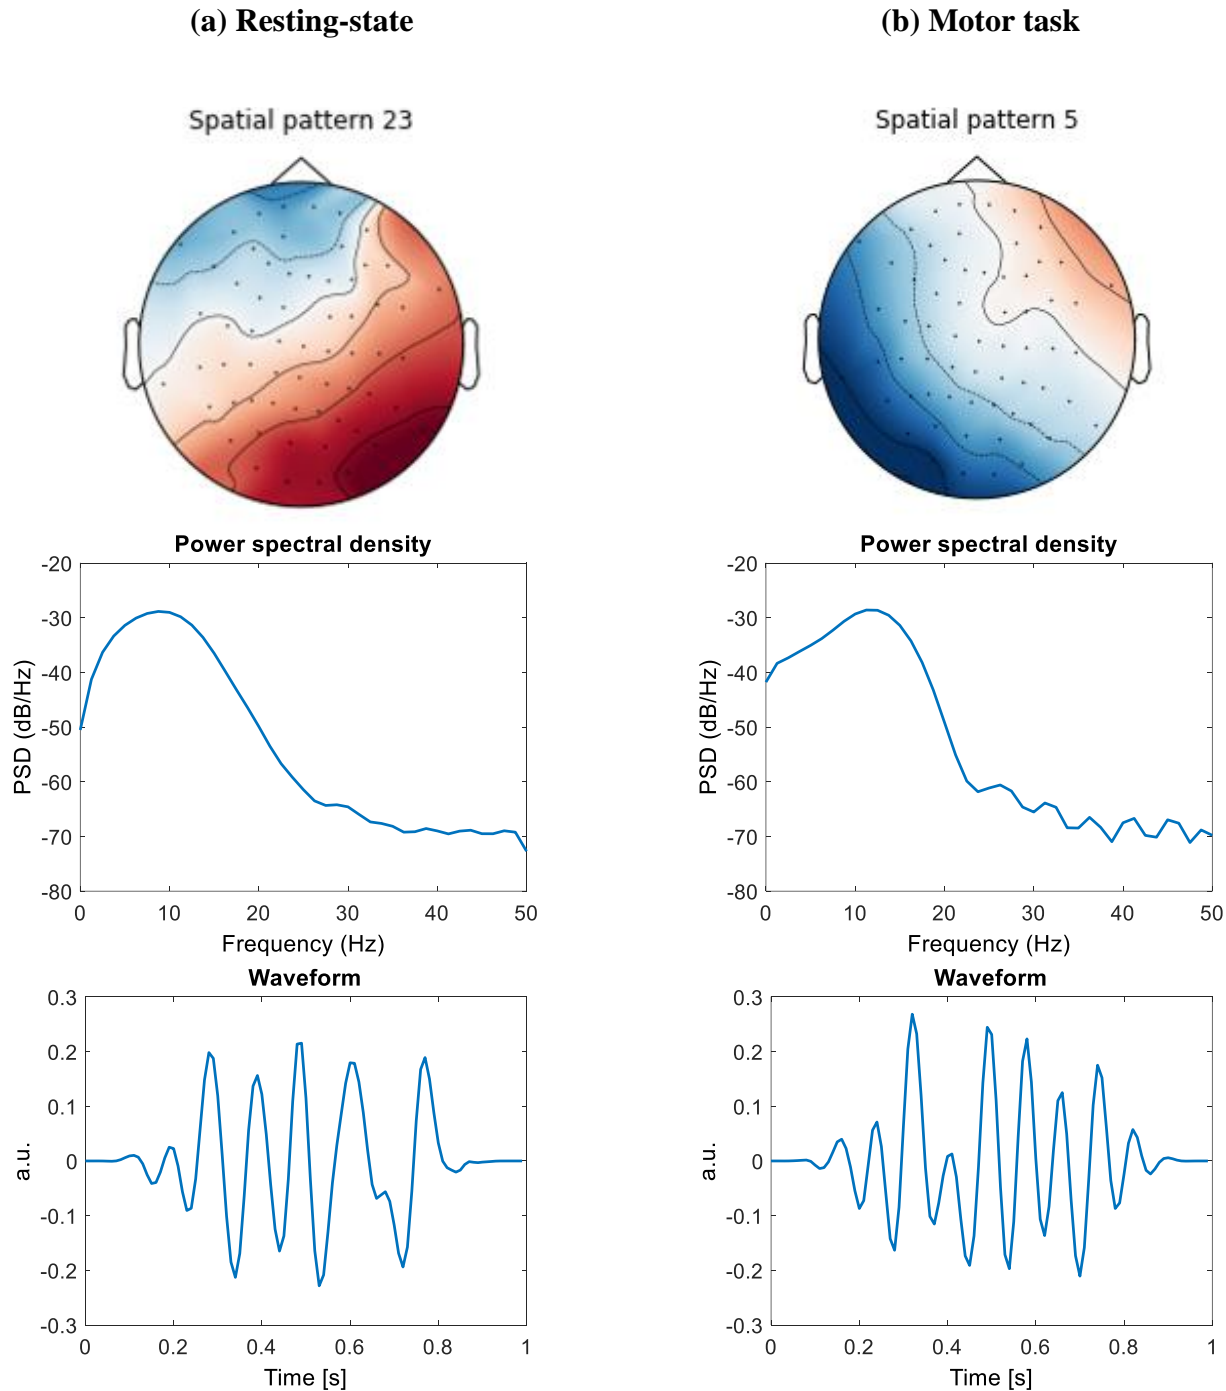 (a) Resting-state
(b) Motor task
Spatial pattern 23
Spatial pattern 5
Power spectral density
-20
-30
-40
-50
-60
-70
-80
PSD (dB/Hz)
0 10 20 30 40 50
Frequency (Hz)
Power spectral density
-20
-30
-40
-50
-60
-70
-80
PSD (dB/Hz)
0 10 20 30 40 50
Frequency (Hz)
Waveform
0.3
0.2
0.1
0
-0.1
-0.2
-0.3
a.u.
0 0.2 0.4 0.6 0.8 1
Time [s]
Waveform
0.3
0.2
0.1
0
-0.1
-0.2
-0.3
a.u.
0 0.2 0.4 0.6 0.8 1
Time [s]